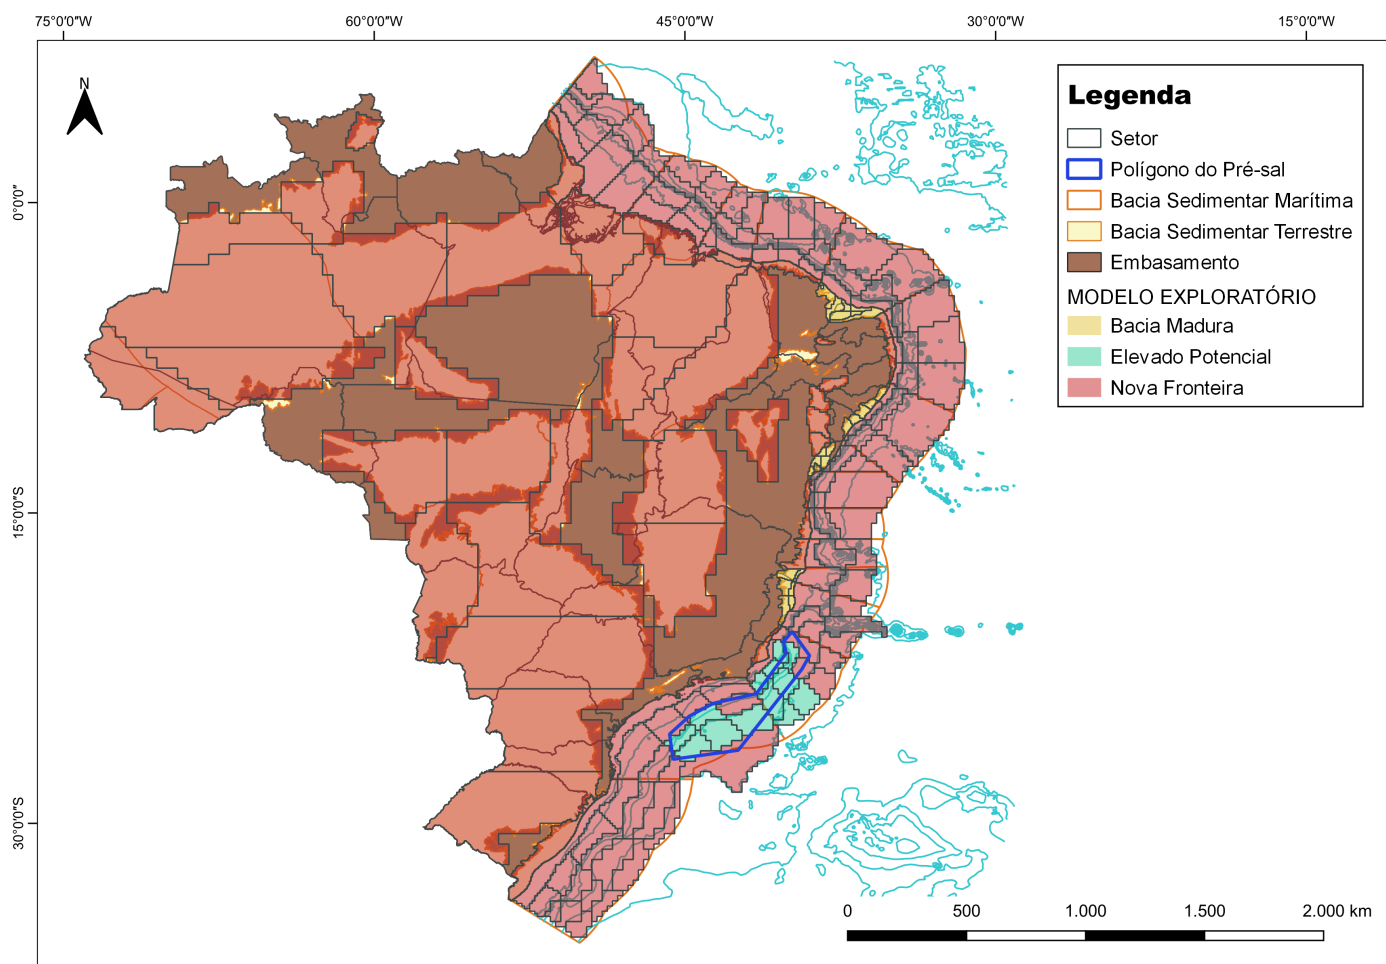 75°0'0"W 60°0'0"W 45°0'0"W 30°0'0"W 15°0'0"W
N
Legenda
Setor
Polígono do Pré-sal
Bacia Sedimentar Marítima
Bacia Sedimentar Terrestre
Embasamento
MODELO EXPLORATÓRIO
Bacia Madura
Elevado Potencial
Nova Fronteira
0°0'0"
15°0'0"S
30°0'0"S
0 500 1.000 1.500 2.000 km